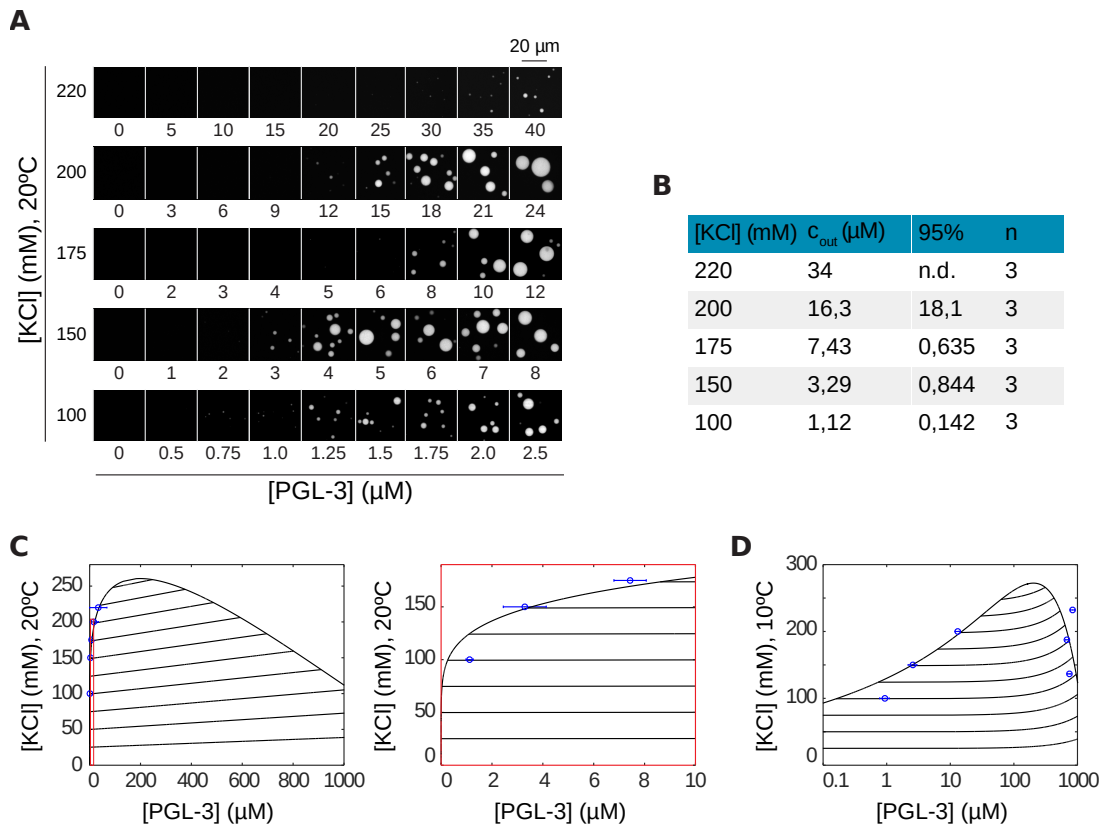 A
20 µm
220
0 5 10 15 20 25 30 35 40
200
0 3 6 9 12 15 18 21 24
175
0 2 3 4 5 6 8 10 12
150
0 1 2 3 4 5 6 7 8
100
0 0.5 0.75 1.0 1.25 1.5 1.75 2.0 2.5
[KCl] (mM), 20ºC
[PGL-3] (µM)
B
[KCl] (mM) c_out (µM) 95% n
220 34 n.d. 3
200 16,3 18,1 3
175 7,43 0,635 3
150 3,29 0,844 3
100 1,12 0,142 3
C
[KCl] (mM), 20ºC
250
200
150
100
50
0
0 200 400 600 800 1000
[PGL-3] (µM)
[KCl] (mM), 20ºC
150
100
50
0
0 2 4 6 8 10
[PGL-3] (µM)
D
[KCl] (mM), 10ºC
300
200
100
0
0.1 1 10 100 1000
[PGL-3] (µM)